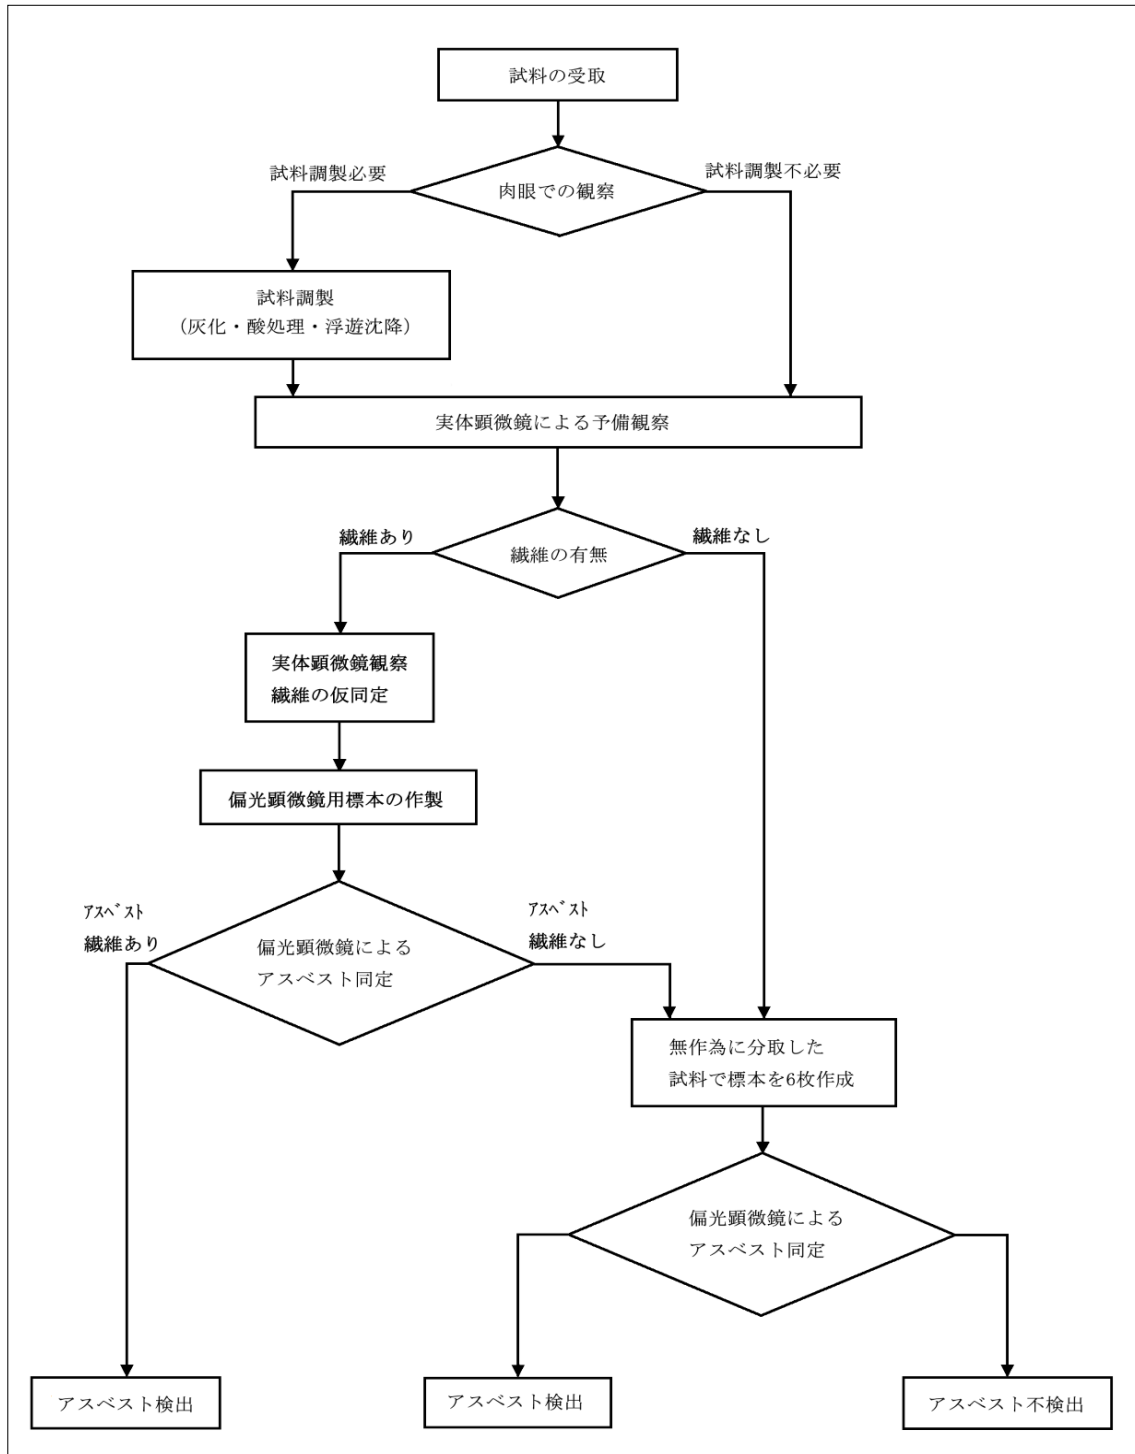 試料の受取
試料調製必要
試料調製不必要
肉眼での観察
試料調製
（灰化・酸処理・浮遊沈降）
実体顕微鏡による予備観察
繊維あり
繊維なし
繊維の有無
実体顕微鏡観察
繊維の仮同定
偏光顕微鏡用標本の作製
ｱｽﾍﾞｽﾄ
繊維あり
ｱｽﾍﾞｽﾄ
繊維なし
偏光顕微鏡による
アスベスト同定
無作為に分取した
試料で標本を6枚作成
偏光顕微鏡による
アスベスト同定
アスベスト検出
アスベスト検出
アスベスト不検出